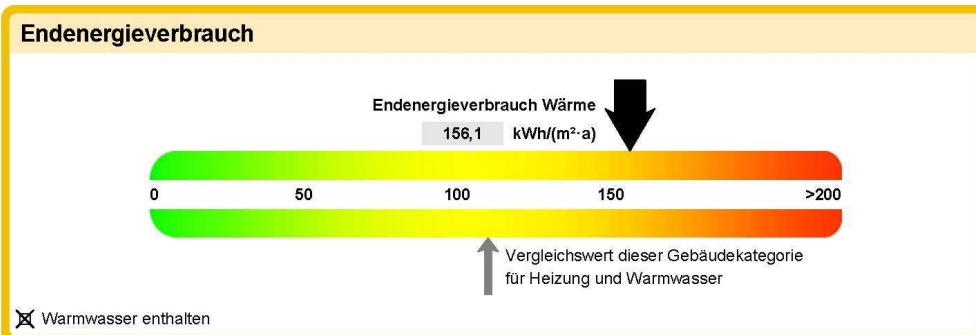 Endenergieverbrauch
Endenergieverbrauch Wärme
156,1 kWh/(m²·a)
0 50 100 150 >200
Vergleichswert dieser Gebäudekategorie
für Heizung und Warmwasser
Warmwasser enthalten